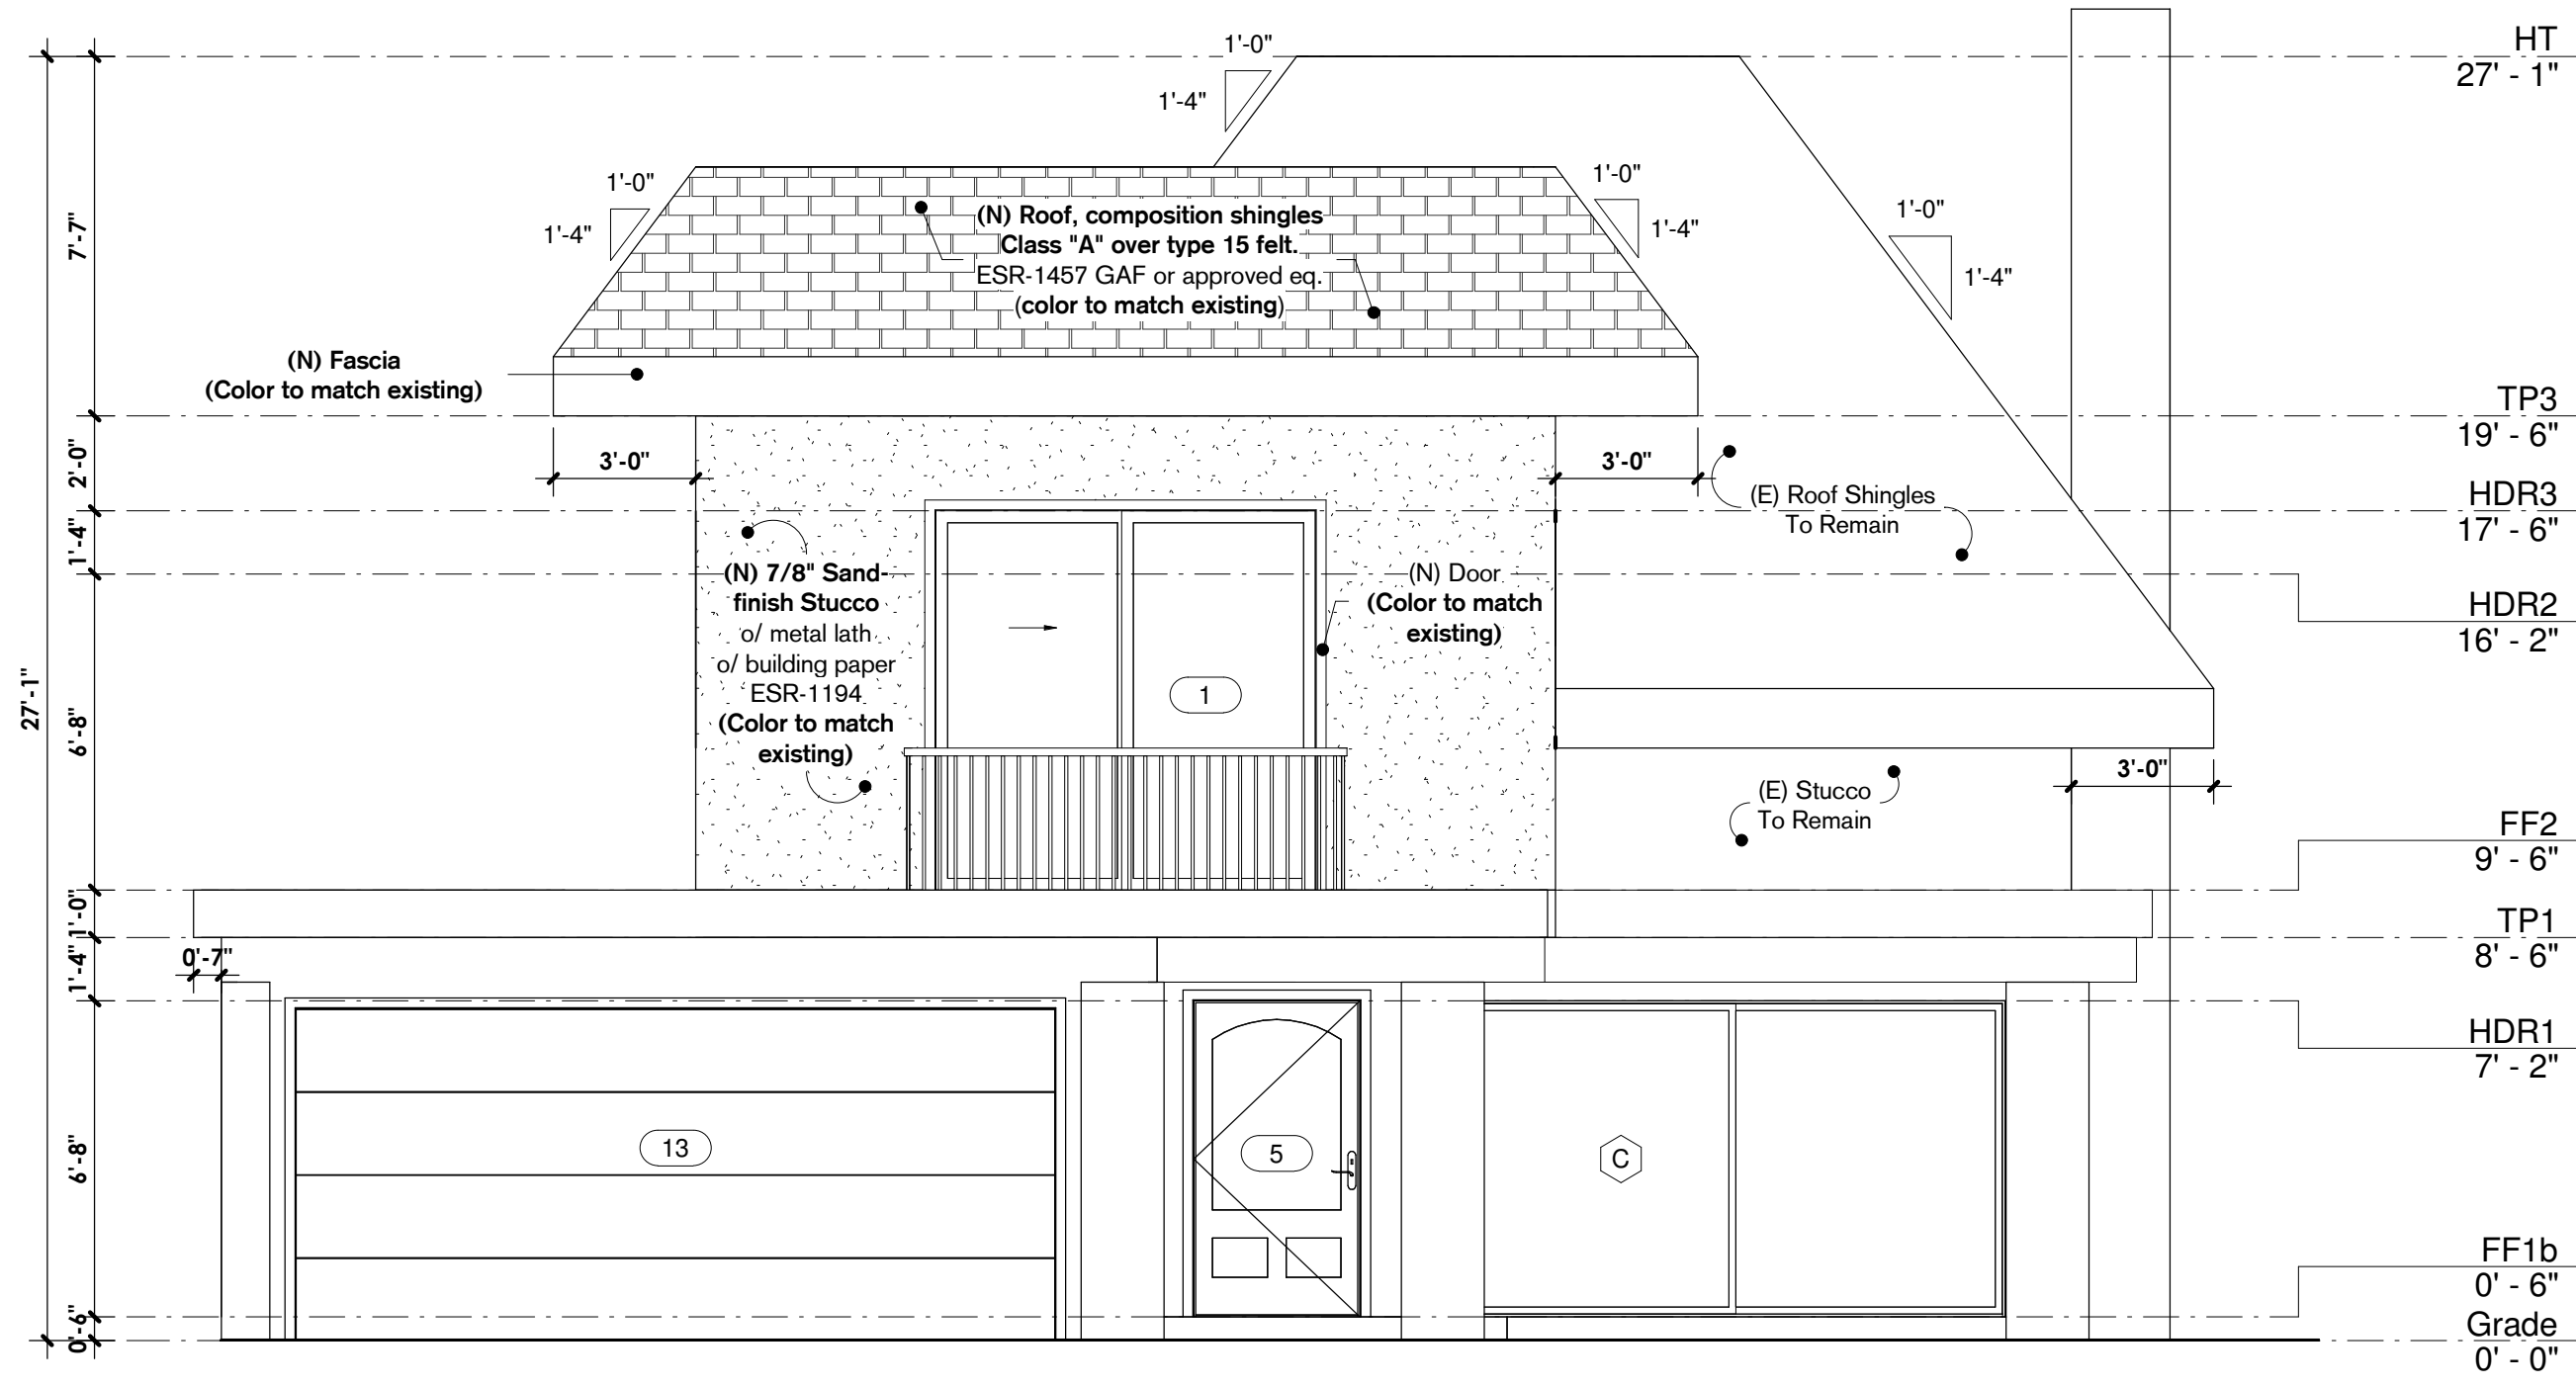 1'-0"
HT
27' - 1"
1'-4"
1'-0"
1'-4"
1'-0"
1'-4"
1'-0"
1'-4"
(N) Roof, composition shingles
Class "A" over type 15 felt.
ESR-1457 GAF or approved eq.
(color to match existing)
7'-7"
(N) Fascia
(Color to match existing)
TP3
19' - 6"
2'-0"
3'-0"
3'-0"
(E) Roof Shingles
To Remain
HDR3
17' - 6"
1'-4"
(N) 7/8" Sand-
finish Stucco
o/ metal lath
o/ building paper
ESR-1194
(Color to match
existing)
(N) Door
(Color to match
existing)
HDR2
16' - 2"
27'-1"
6'-8"
1
3'-0"
(E) Stucco
To Remain
FF2
9' - 6"
1'-0"
TP1
8' - 6"
0'-7"
1'-4"
HDR1
7' - 2"
6'-8"
13
5
C
FF1b
0' - 6"
0'-6"
Grade
0' - 0"